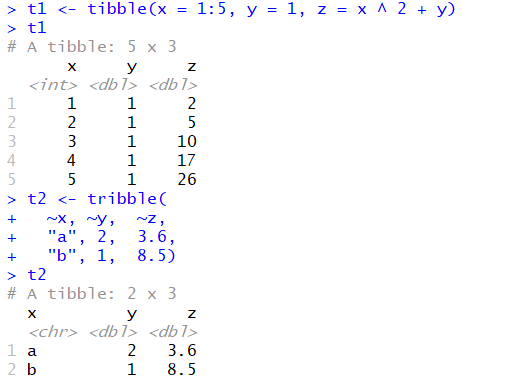 > t1 <- tibble(x = 1:5, y = 1, z = x ^ 2 + y)
> t1
# A tibble: 5 x 3
      x     y     z
  <int> <dbl> <dbl>
1     1     1     2
2     2     1     5
3     3     1    10
4     4     1    17
5     5     1    26
> t2 <- tribble(
+   ~x, ~y,  ~z,
+   "a", 2,  3.6,
+   "b", 1,  8.5)
> t2
# A tibble: 2 x 3
  x         y     z
  <chr> <dbl> <dbl>
1 a         2   3.6
2 b         1   8.5